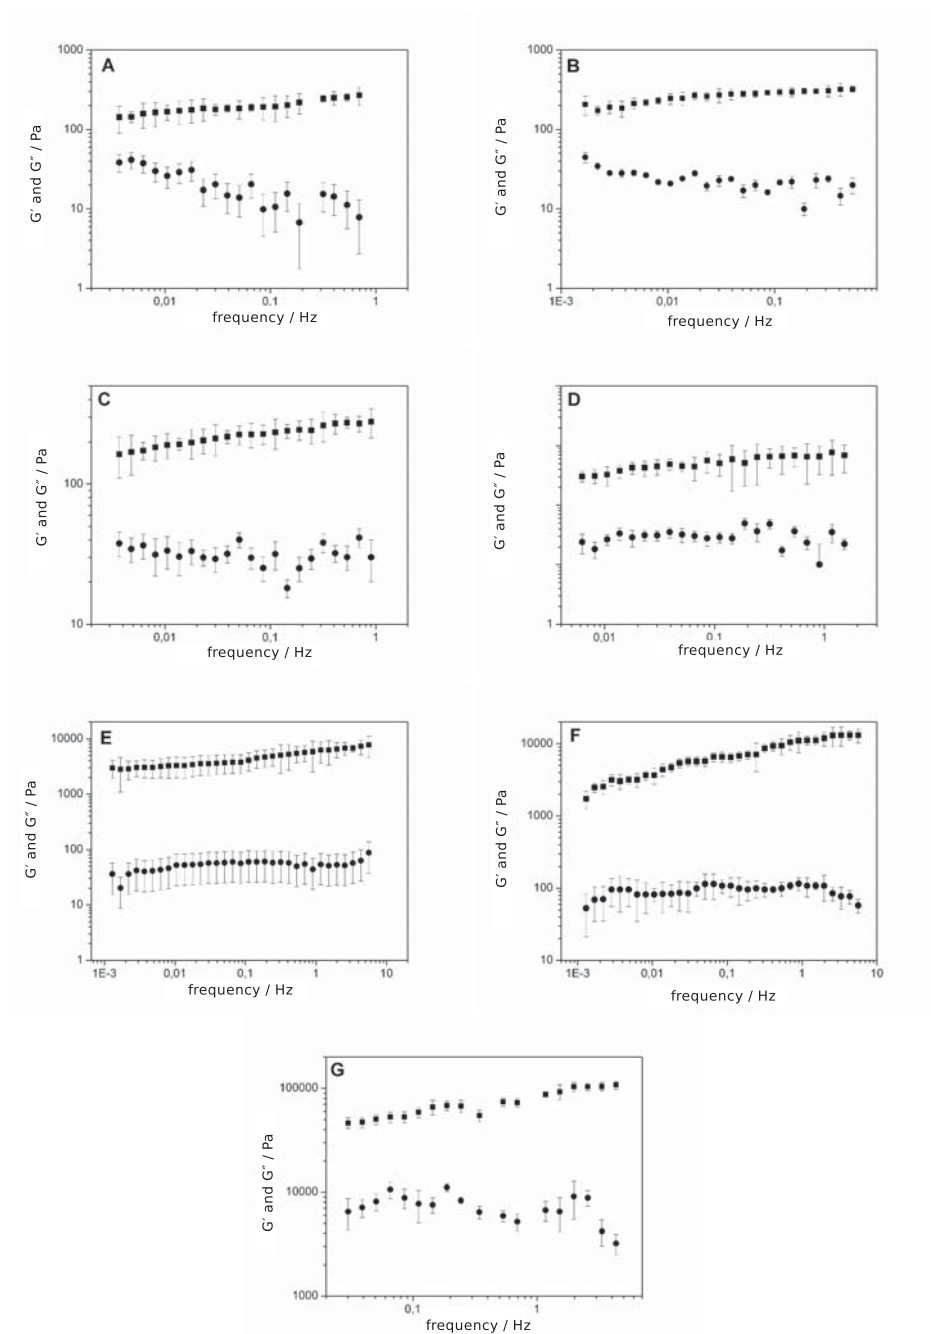 A
1000
100
10
1
G′ and G″ / Pa
0,01
0,1
1
frequency / Hz
B
1000
100
10
1
G′ and G″ / Pa
1E-3
0,01
0,1
frequency / Hz
C
100
10
G′ and G″ / Pa
0,01
0,1
1
frequency / Hz
D
1
G′ and G″ / Pa
0,01
0,1
1
frequency / Hz
E
10000
1000
100
10
1
G′ and G″ / Pa
1E-3
0,01
0,1
1
10
frequency / Hz
F
10000
1000
100
10
G′ and G″ / Pa
1E-3
0,01
0,1
1
10
frequency / Hz
G
100000
10000
1000
G′ and G″ / Pa
0,1
1
frequency / Hz